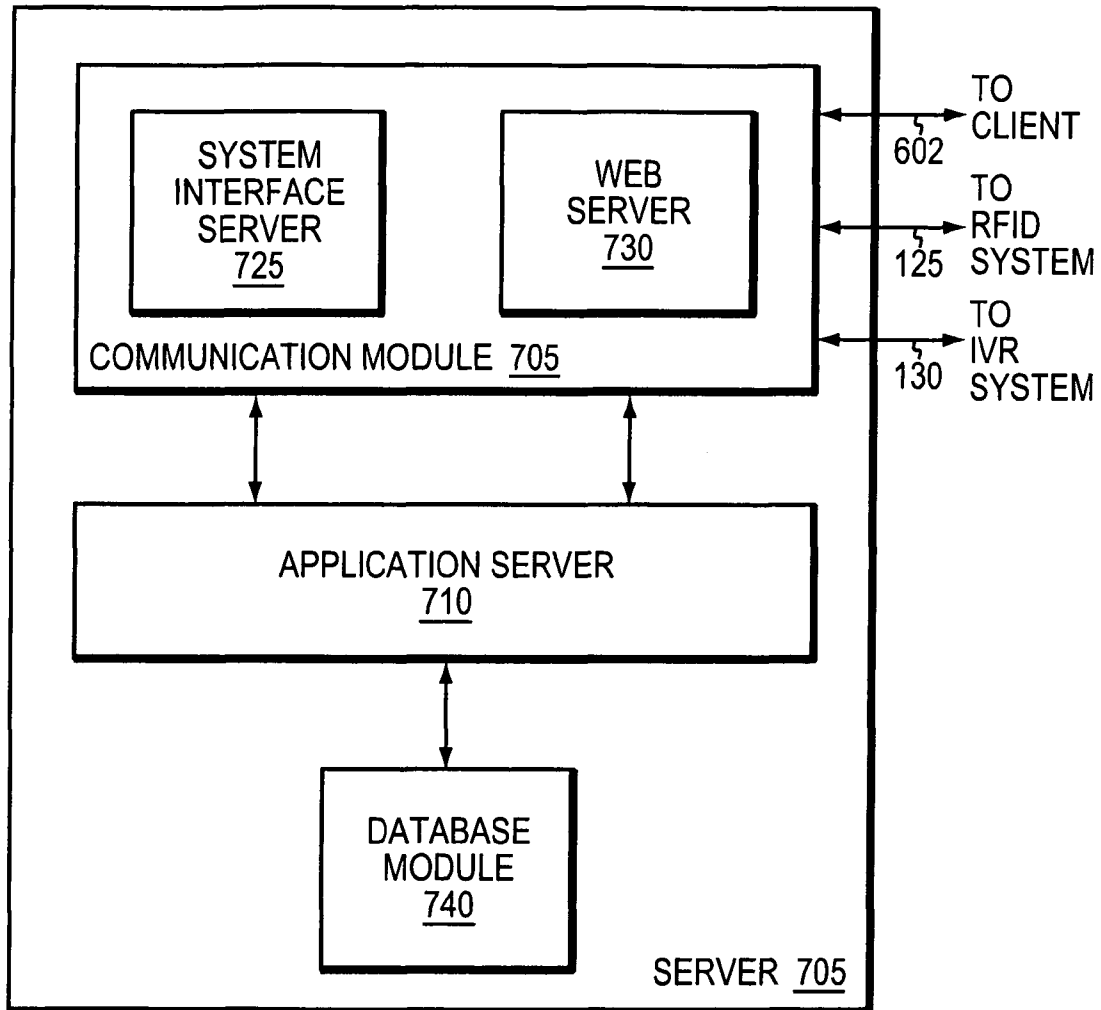 SYSTEM
INTERFACE
SERVER
725
WEB
SERVER
730
COMMUNICATION MODULE 705
TO
CLIENT
602
TO
RFID
SYSTEM
125
TO
IVR
SYSTEM
130
APPLICATION SERVER
710
DATABASE
MODULE
740
SERVER 705